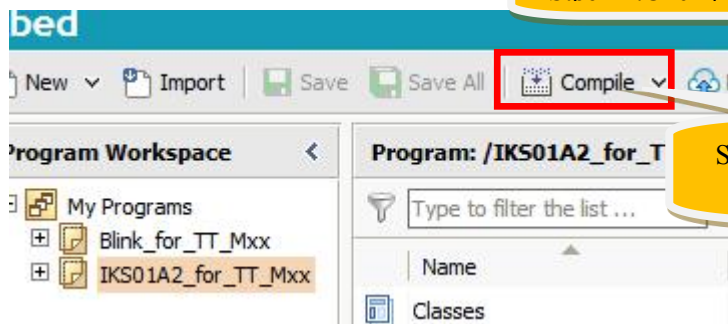 bed
New Import Save Save All Compile
Program Workspace <
Program: /IKS01A2_for_T
S
My Programs
Blink_for_TT_Mxx
IKS01A2_for_TT_Mxx
Type to filter the list ...
Name
Classes